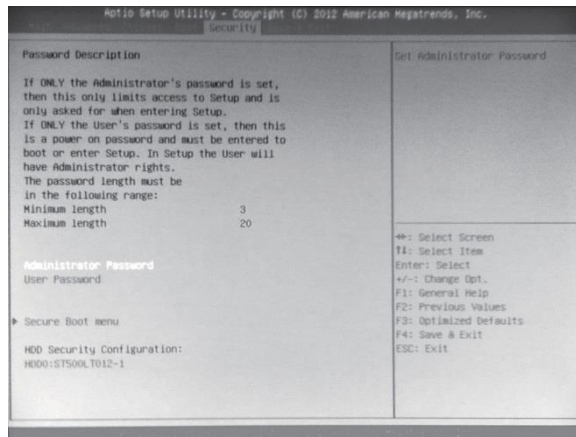 Aptio Setup Utility - Copyright (C) 2012 American Megatrends, Inc.
Security
Password Description
If ONLY the Administrator's password is set,
then this only limits access to Setup and is
only asked for when entering Setup.
If ONLY the User's password is set, then this
is a power on password and must be entered to
boot or enter Setup. In Setup the User will
have Administrator rights.
The password length must be
in the following range:
Minimum length 3
Maximum length 20
Administrator Password
User Password
Secure Boot menu
HDD Security Configuration:
HDD0:ST500LT012-1
Set Administrator Password
↔: Select Screen
↑↓: Select Item
Enter: Select
+/-: Change Opt.
F1: General Help
F2: Previous Values
F3: Optimized Defaults
F4: Save & Exit
ESC: Exit